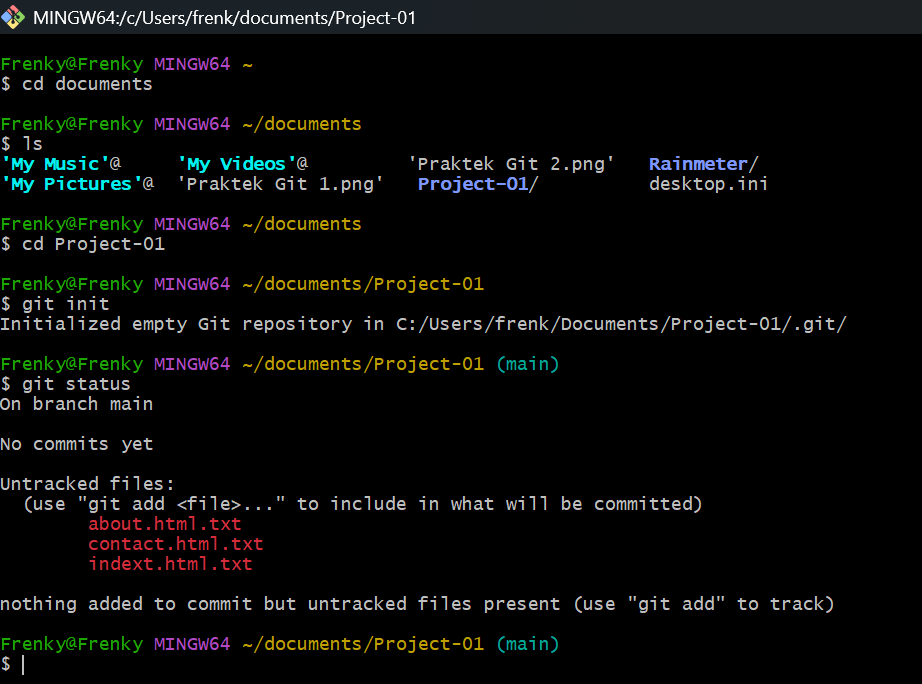 MINGW64:/c/Users/frenk/documents/Project-01
Frenky@Frenky MINGW64 ~
$ cd documents
Frenky@Frenky MINGW64 ~/documents
$ ls
'My Music'@ 'My Videos'@ 'Praktek Git 2.png' Rainmeter/
'My Pictures'@ 'Praktek Git 1.png' Project-01/ desktop.ini
Frenky@Frenky MINGW64 ~/documents
$ cd Project-01
Frenky@Frenky MINGW64 ~/documents/Project-01
$ git init
Initialized empty Git repository in C:/Users/frenk/Documents/Project-01/.git/
Frenky@Frenky MINGW64 ~/documents/Project-01 (main)
$ git status
On branch main
No commits yet
Untracked files:
(use "git add <file>..." to include in what will be committed)
about.html.txt
contact.html.txt
indext.html.txt
nothing added to commit but untracked files present (use "git add" to track)
Frenky@Frenky MINGW64 ~/documents/Project-01 (main)
$